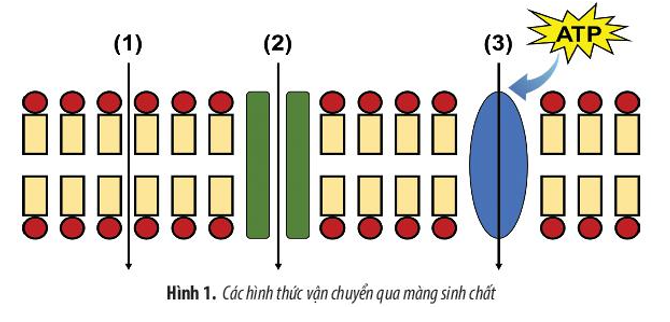 (1) (2) (3) ATP
Hình 1. Các hình thức vận chuyển qua màng sinh chất